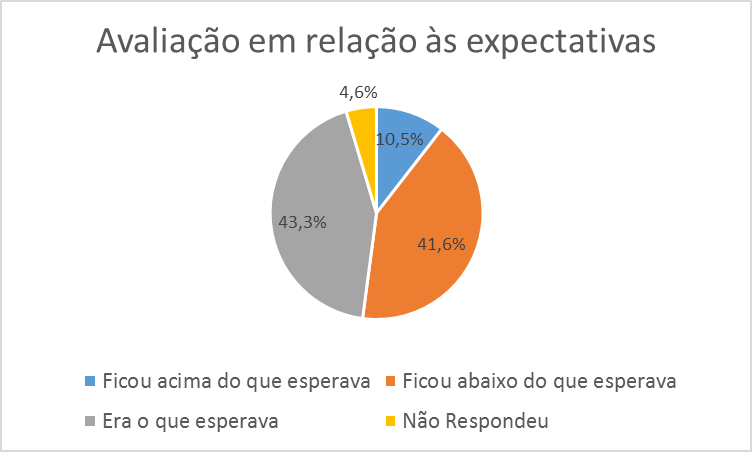 Avaliação em relação às expectativas
4,6%
10,5%
43,3%
41,6%
Ficou acima do que esperava
Ficou abaixo do que esperava
Era o que esperava
Não Respondeu